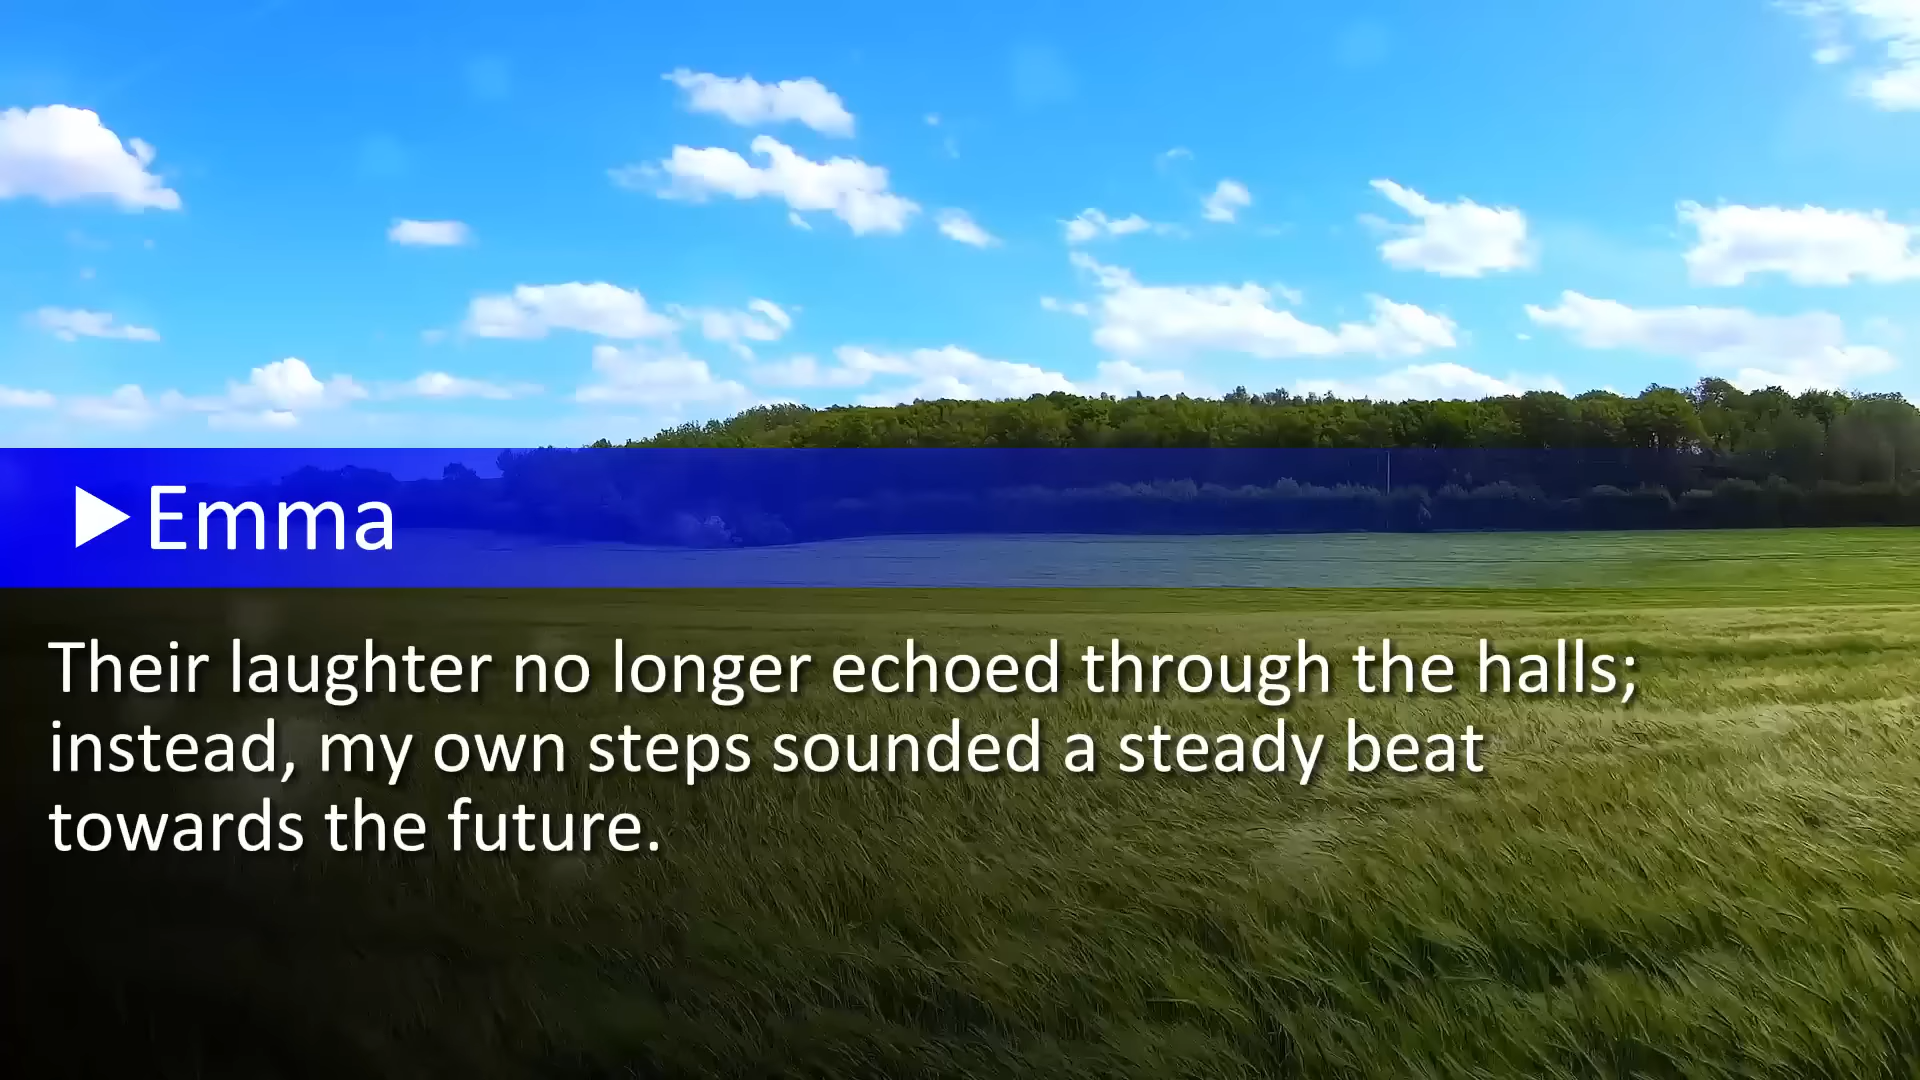 Emma
Their laughter no longer echoed through the halls;
instead, my own steps sounded a steady beat
towards the future.